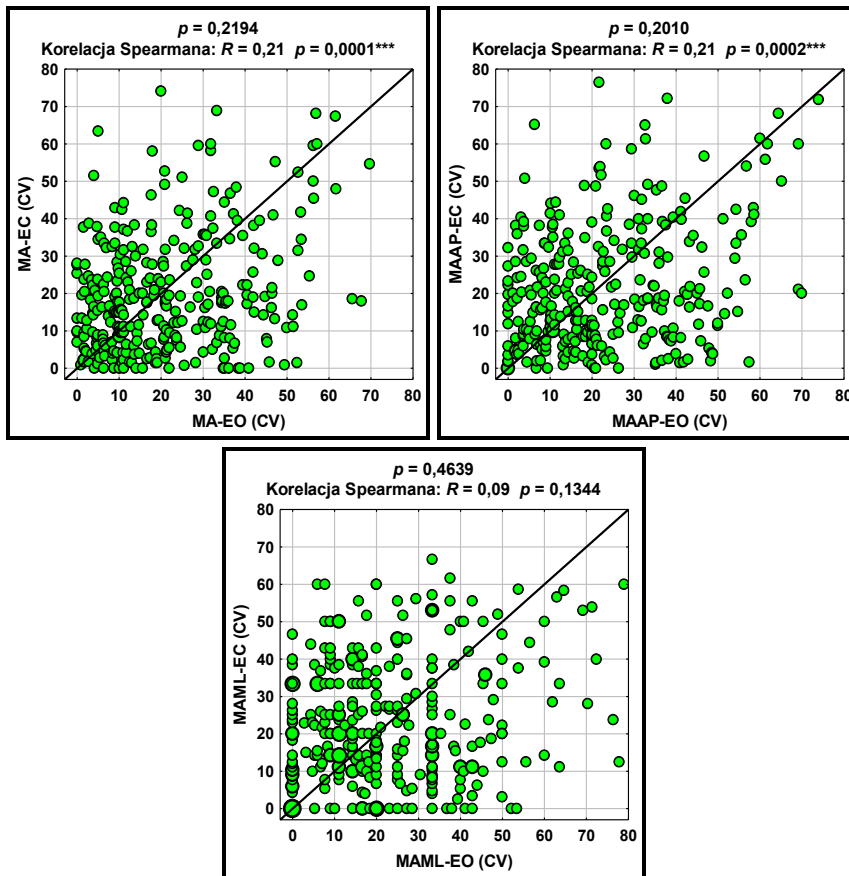 p = 0,2194
Korelacja Spearmana: R = 0,21 p = 0,0001***
80
70
60
50
40
30
20
10
0
MA-EC (CV)
0 10 20 30 40 50 60 70 80
MA-EO (CV)
p = 0,2010
Korelacja Spearmana: R = 0,21 p = 0,0002***
80
70
60
50
40
30
20
10
0
MAAP-EC (CV)
0 10 20 30 40 50 60 70 80
MAAP-EO (CV)
p = 0,4639
Korelacja Spearmana: R = 0,09 p = 0,1344
80
70
60
50
40
30
20
10
0
MAML-EC (CV)
0 10 20 30 40 50 60 70 80
MAML-EO (CV)